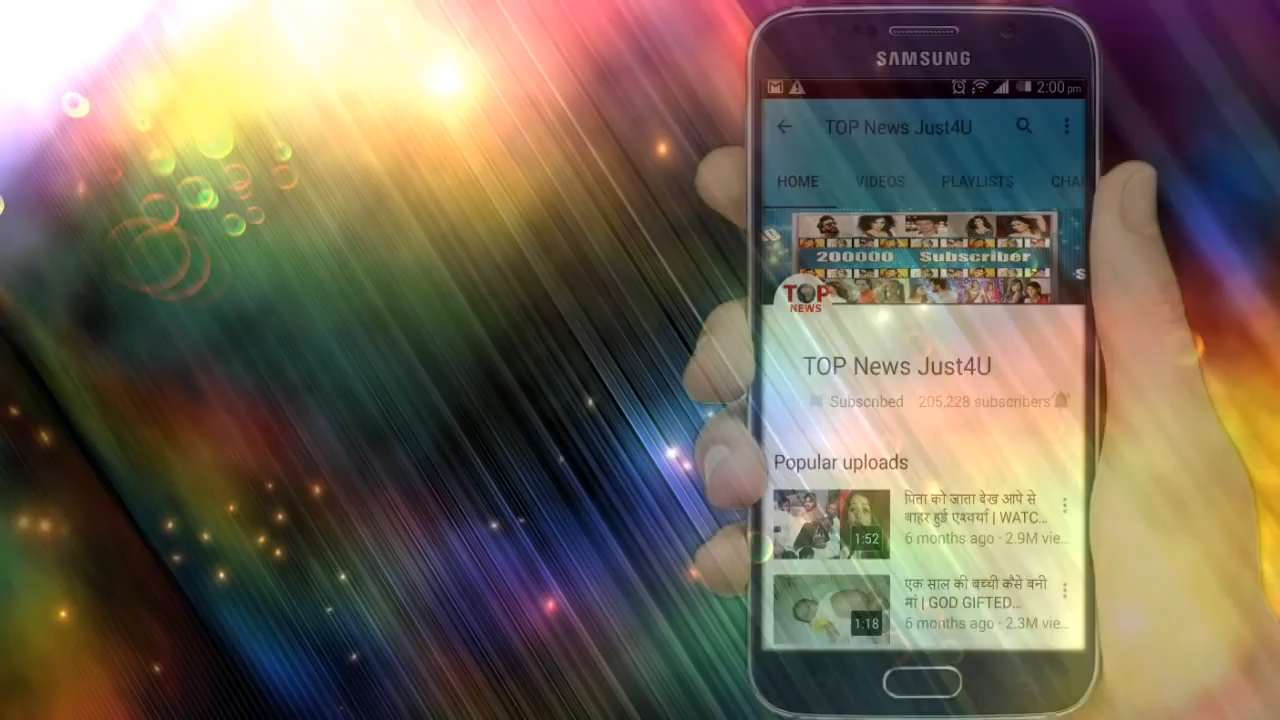 SAMSUNG
2:00 pm
TOP News Just4U
HOME VIDEOS PLAYLISTS CHA
200000 Subscriber
TOP
NEWS
TOP News Just4U
Subscribed 205,228 subscribers
Popular uploads
पिता को जाता देख आपे से
बाहर हुई एश्वर्या | WATC...
1:52
6 months ago · 2.9M vie...
एक साल की बच्ची कैसे बनी
मां | GOD GIFTED...
1:18
6 months ago · 2.3M vie...